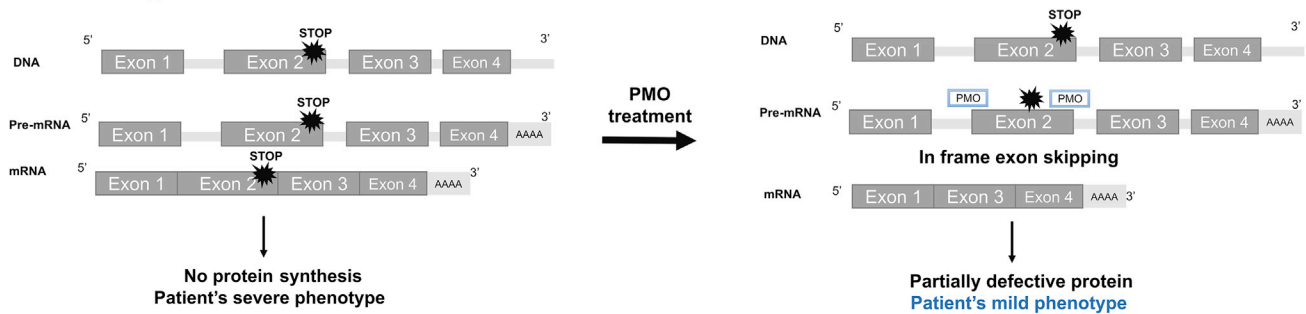 STOP
5'
3'
DNA
Exon 1
Exon 2
Exon 3
Exon 4
STOP
5'
3'
Pre-mRNA
Exon 1
Exon 2
Exon 3
Exon 4
AAAA
STOP
5'
3'
mRNA
Exon 1
Exon 2
Exon 3
Exon 4
AAAA
No protein synthesis
Patient's severe phenotype
PMO
treatment
STOP
5'
3'
DNA
Exon 1
Exon 2
Exon 3
Exon 4
PMO
PMO
5'
3'
Pre-mRNA
Exon 1
Exon 2
Exon 3
Exon 4
AAAA
In frame exon skipping
mRNA
5'
Exon 1
Exon 3
Exon 4
AAAA
3'
Partially defective protein
Patient's mild phenotype